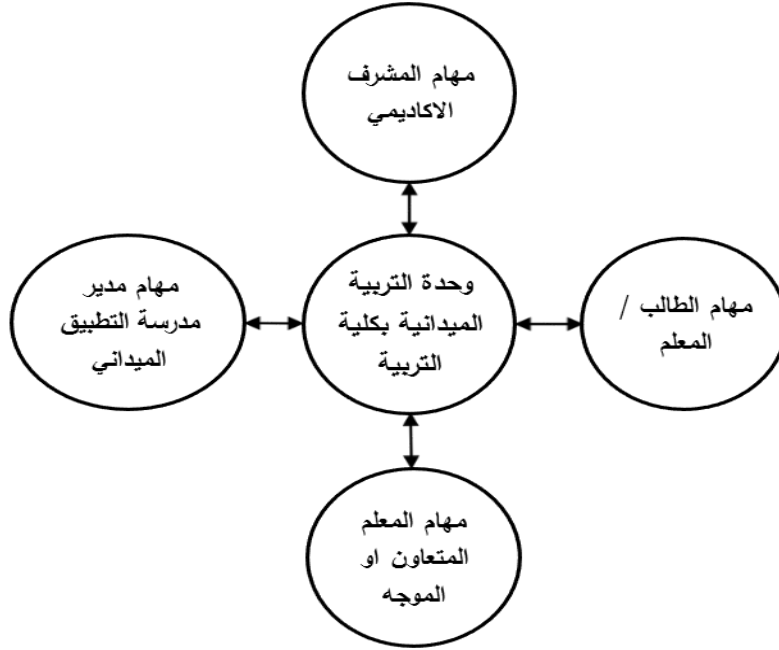 مهام المشرف
الاكاديمي
وحدة التربية
الميدانية بكلية
التربية
مهام الطالب /
المعلم
مهام مدير
مدرسة التطبيق
الميداني
مهام المعلم
المتعاون او
الموجه